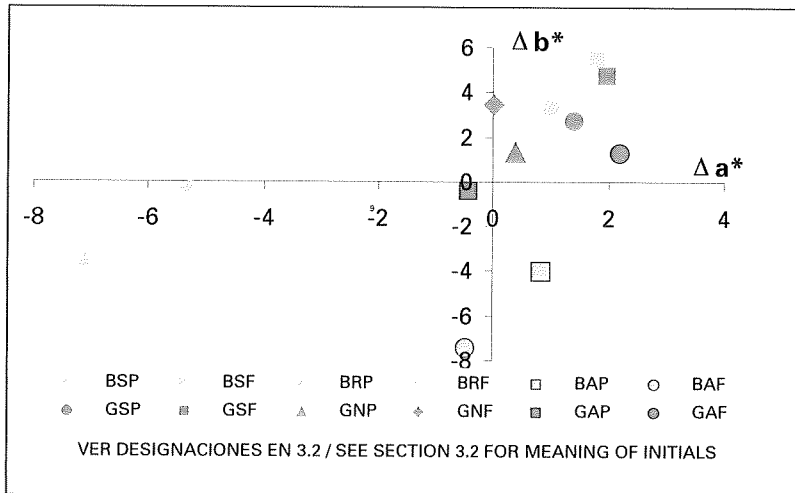 Δ b*
6
4
2
0
Δ a*
-8 -6 -4 -2 0 2 4
-2
-4
-6
-8
BSP BSF BRP BRF BAP BAF
GSP GSF GNP GNF GAP GAF
VER DESIGNACIONES EN 3.2 / SEE SECTION 3.2 FOR MEANING OF INITIALS